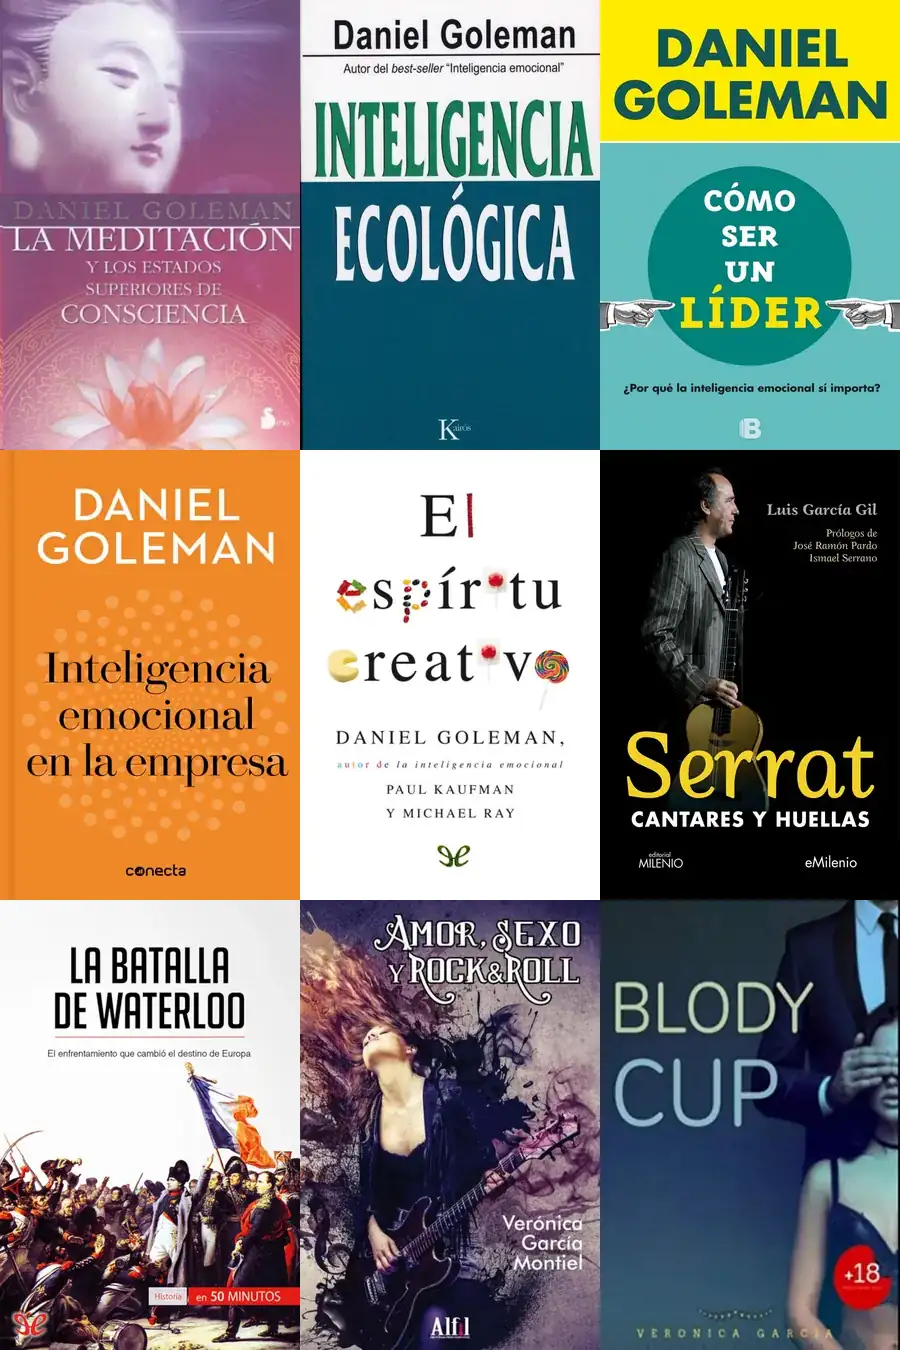 DANIEL GOLEMAN
LA MEDITACIÓN
Y LOS ESTADOS
SUPERIORES DE
CONSCIENCIA
Sirio
Daniel Goleman
Autor del best-seller “Inteligencia emocional”
INTELIGENCIA
ECOLÓGICA
Kairós
DANIEL
GOLEMAN
CÓMO
SER
UN
LÍDER
¿Por qué la inteligencia emocional sí importa?
B
DANIEL
GOLEMAN
Inteligencia
emocional
en la empresa
conecta
El
espíritu
creativo
DANIEL GOLEMAN,
autor de la inteligencia emocional
PAUL KAUFMAN
Y MICHAEL RAY
Luis García Gil
Prólogos de
José Ramón Pardo
Ismael Serrano
Serrat
CANTARES Y HUELLAS
editorial
MILENIO
eMilenio
LA BATALLA
DE WATERLOO
El enfrentamiento que cambió el destino de Europa
Historia en 50 MINUTOS
AMOR, SEXO
Y ROCK&ROLL
Verónica
García
Montiel
Alfil
BLODY
CUP
+18
VERONICA GARCIA